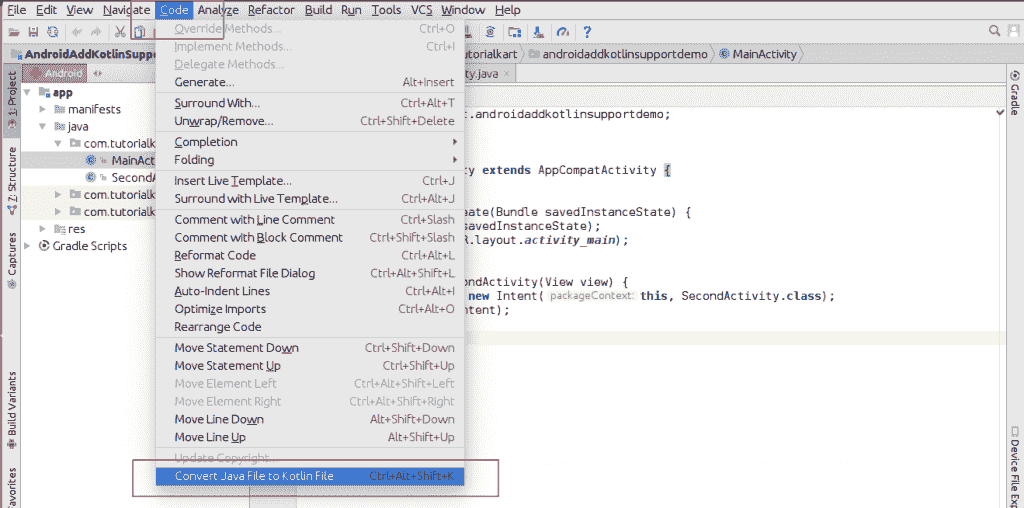 File Edit View Navigate Code Analyze Refactor Build Run Tools VCS Window Help
AndroidAddKotlinSuppo
utorialkart
androidaddkotlinsupportdemo
MainActivity
Android
ty.java ×
1: Project
Z: Structure
Captures
Build Variants
Favorites
app
manifests
java
com.tutorialk
MainAct
SecondA
com.tutorialk
com.tutorialk
res
Gradle Scripts
Override Methods... Ctrl+O
Implement Methods... Ctrl+I
Delegate Methods...
Generate... Alt+Insert
Surround With... Ctrl+Alt+T
Unwrap/Remove... Ctrl+Shift+Delete
Completion
Folding
Insert Live Template... Ctrl+J
Surround with Live Template... Ctrl+Alt+J
Comment with Line Comment Ctrl+Slash
Comment with Block Comment Ctrl+Shift+Slash
Reformat Code Ctrl+Alt+L
Show Reformat File Dialog Ctrl+Alt+Shift+L
Auto-Indent Lines Ctrl+Alt+I
Optimize Imports Ctrl+Alt+O
Rearrange Code
Move Statement Down Ctrl+Shift+Down
Move Statement Up Ctrl+Shift+Up
Move Element Left Ctrl+Alt+Shift+Left
Move Element Right Ctrl+Alt+Shift+Right
Move Line Down Alt+Shift+Down
Move Line Up Alt+Shift+Up
Update Copyright...
Convert Java File to Kotlin File Ctrl+Alt+Shift+K
t.androidaddkotlinsupportdemo;
ty extends AppCompatActivity {
eate(Bundle savedInstanceState) {
savedInstanceState);
R.layout.activity_main);
ondActivity(View view) {
new Intent( packageContext: this, SecondActivity.class);
ntent);
Gradle
Device File Exp